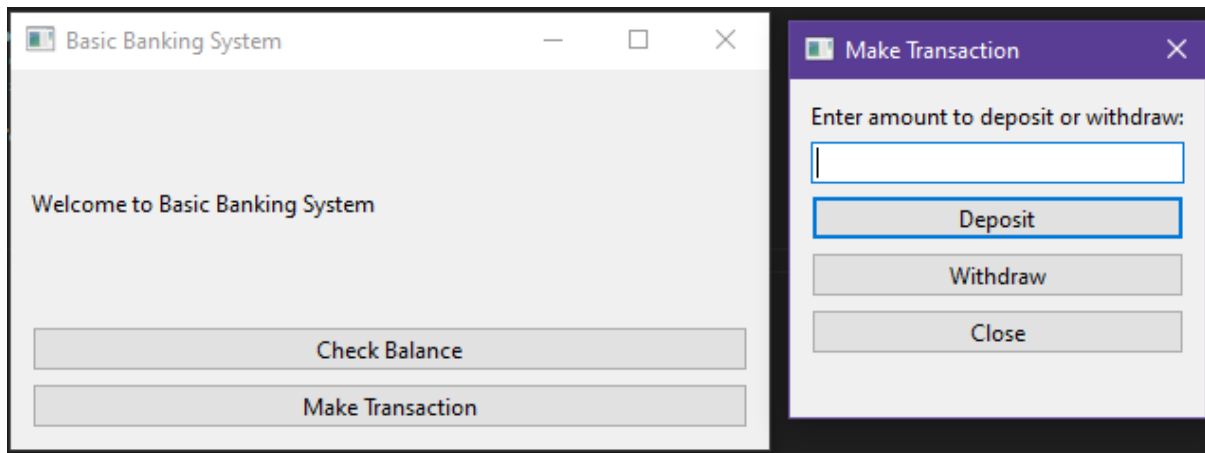 Basic Banking System
Welcome to Basic Banking System
Check Balance
Make Transaction
Make Transaction
Enter amount to deposit or withdraw:
Deposit
Withdraw
Close